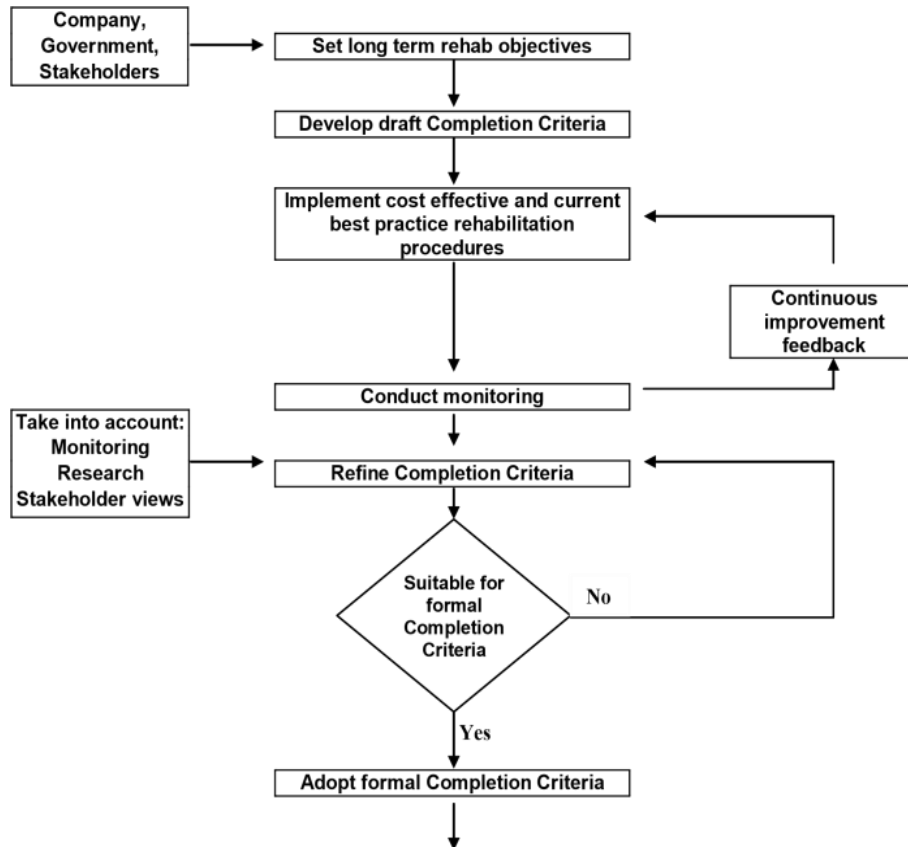 Company,
Government,
Stakeholders
Set long term rehab objectives
Develop draft Completion Criteria
Implement cost effective and current
best practice rehabilitation
procedures
Continuous
improvement
feedback
Conduct monitoring
Take into account:
Monitoring
Research
Stakeholder views
Refine Completion Criteria
Suitable for
formal
Completion
Criteria
No
Yes
Adopt formal Completion Criteria